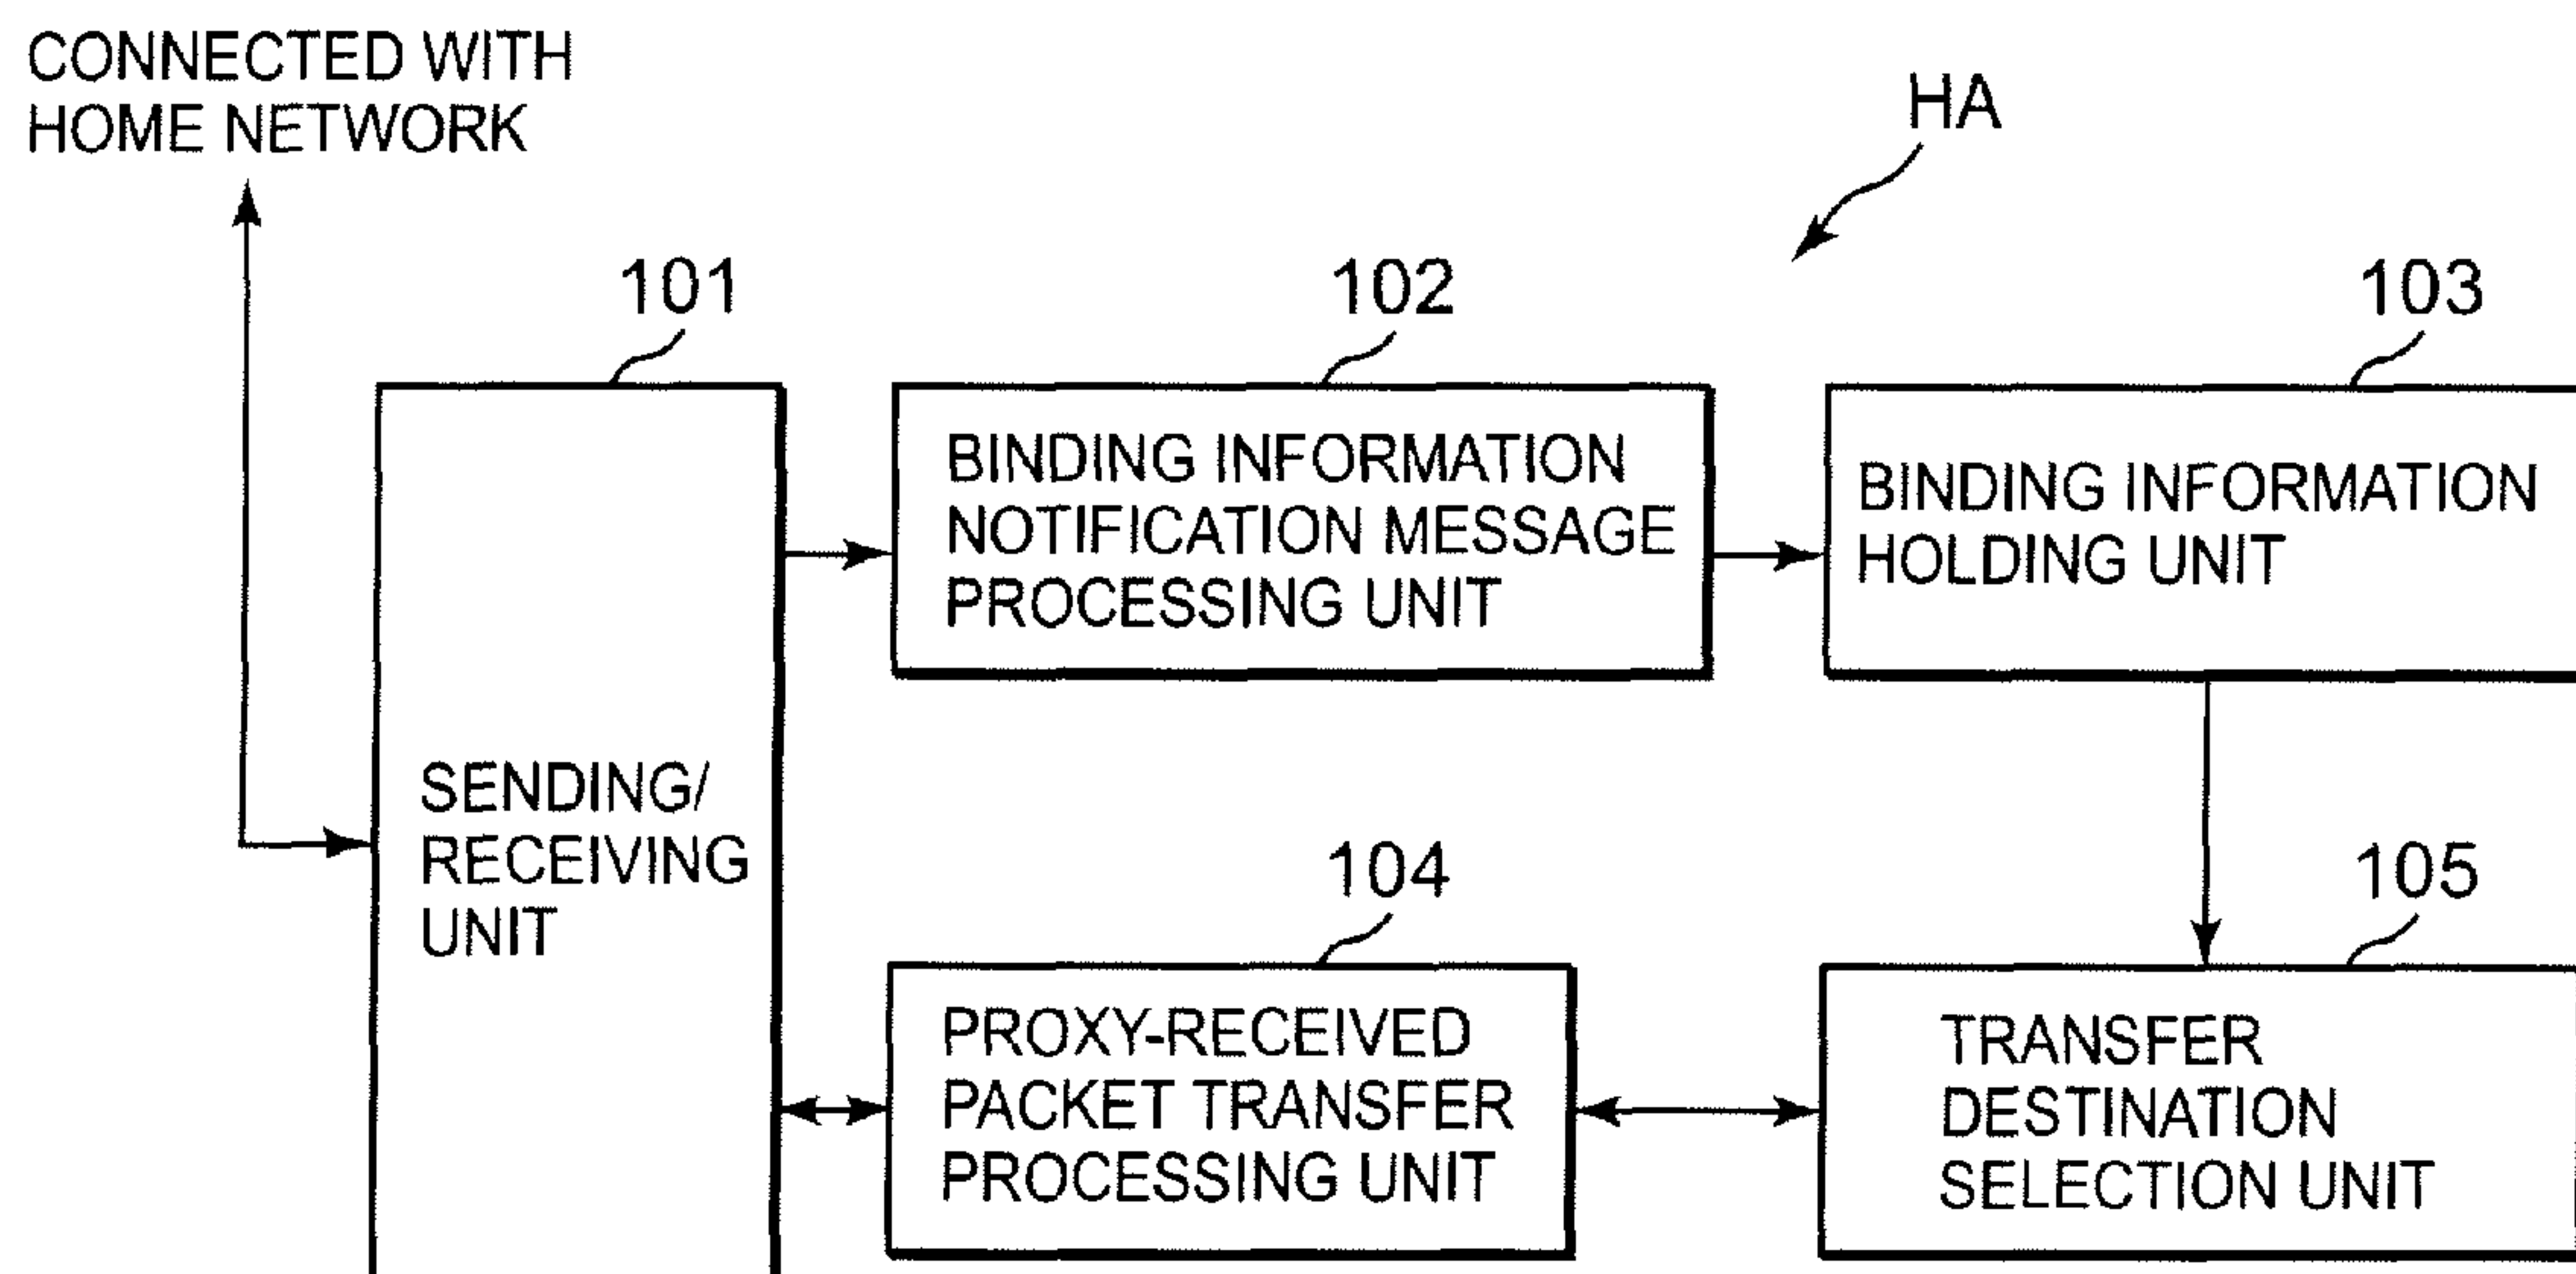 CONNECTED WITH
HOME NETWORK
HA
101
102
103
BINDING INFORMATION
NOTIFICATION MESSAGE
PROCESSING UNIT
BINDING INFORMATION
HOLDING UNIT
SENDING/
RECEIVING
UNIT
104
105
PROXY-RECEIVED
PACKET TRANSFER
PROCESSING UNIT
TRANSFER
DESTINATION
SELECTION UNIT